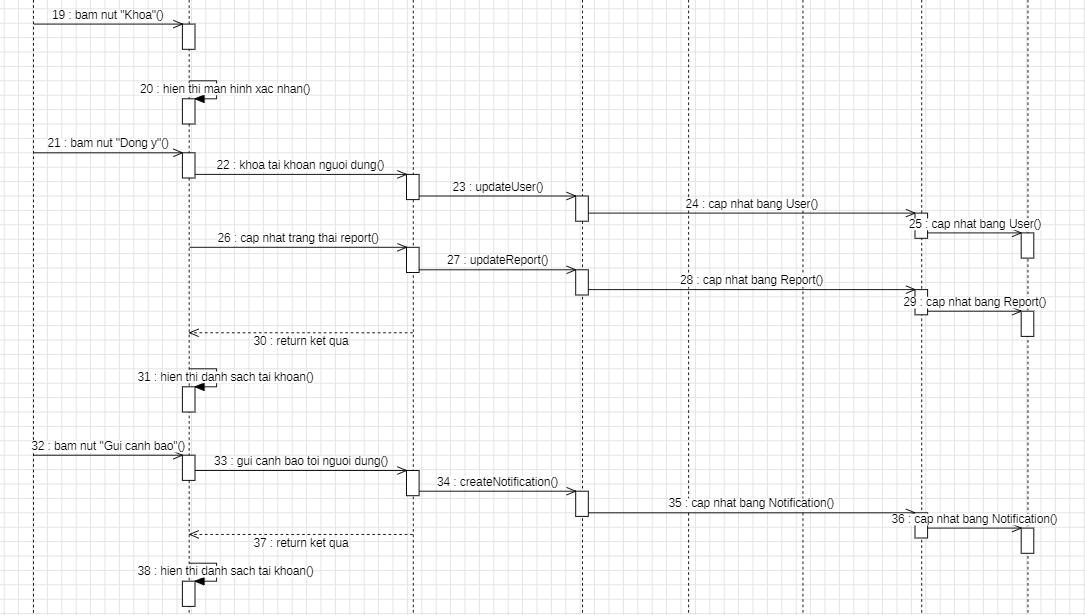 19 : bam nut "Khoa"()
20 : hien thi man hinh xac nhan()
21 : bam nut "Dong y"()
22 : khoa tai khoan nguoi dung()
23 : updateUser()
24 : cap nhat bang User()
25 : cap nhat bang User()
26 : cap nhat trang thai report()
27 : updateReport()
28 : cap nhat bang Report()
29 : cap nhat bang Report()
30 : return ket qua
31 : hien thi danh sach tai khoan()
32 : bam nut "Gui canh bao"()
33 : gui canh bao toi nguoi dung()
34 : createNotification()
35 : cap nhat bang Notification()
36 : cap nhat bang Notification()
37 : return ket qua
38 : hien thi danh sach tai khoan()